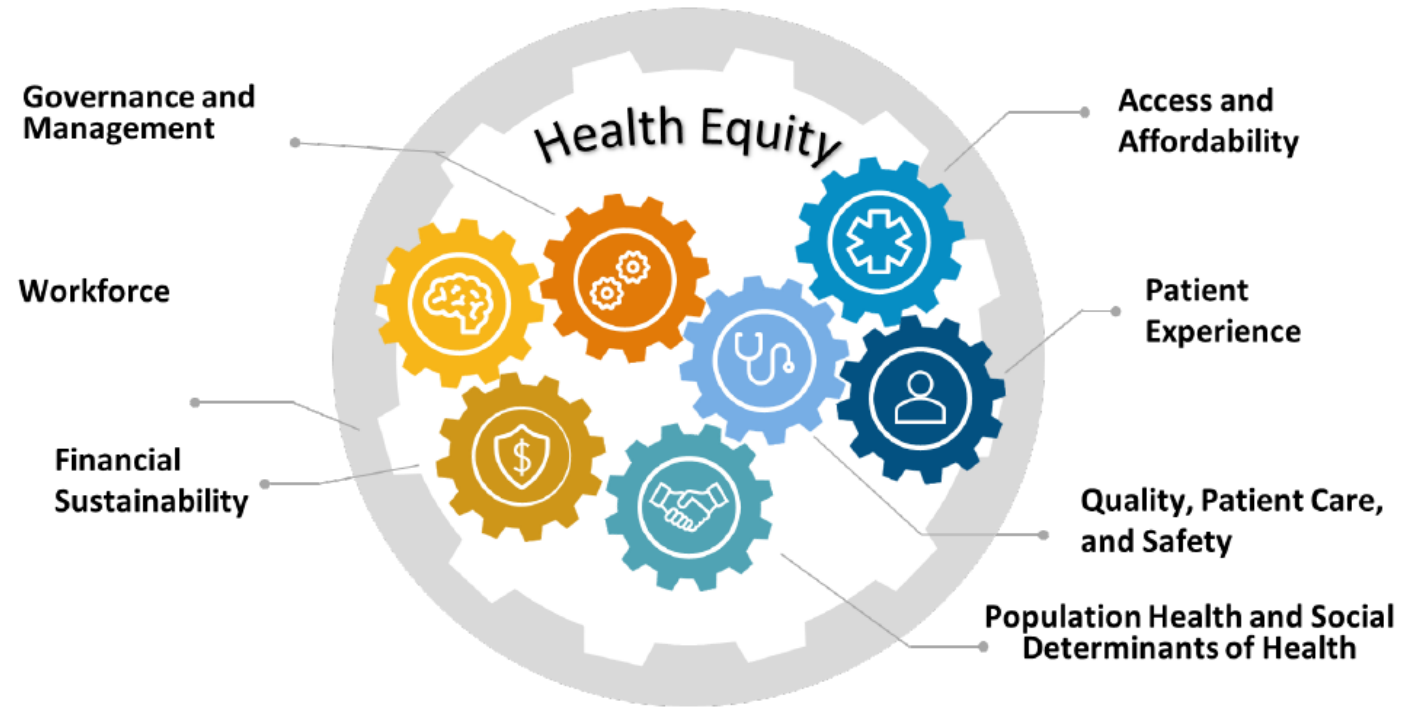 Health Equity
Governance and
Management
Workforce
Financial
Sustainability
Access and
Affordability
Patient
Experience
Quality, Patient Care,
and Safety
Population Health and Social
Determinants of Health
$